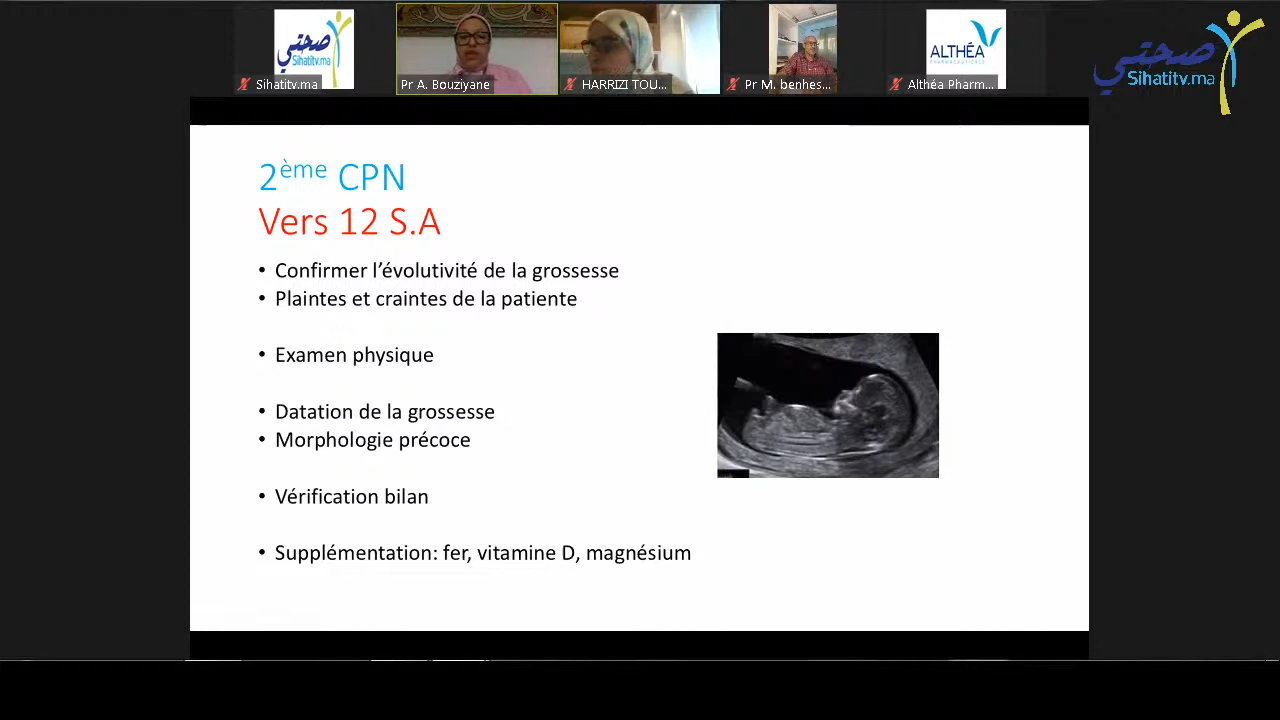 صحتي
Sihatitv.ma
Sihatitv.ma
Pr A. Bouziyane
HARRIZI TOU...
Pr M. benhes...
ALTHÉA
PHARMACEUTICALS
Althéa Pharm...
صحتي
Sihatitv.ma
2ème CPN
Vers 12 S.A
• Confirmer l’évolutivité de la grossesse
• Plaintes et craintes de la patiente
• Examen physique
• Datation de la grossesse
• Morphologie précoce
• Vérification bilan
• Supplémentation: fer, vitamine D, magnésium